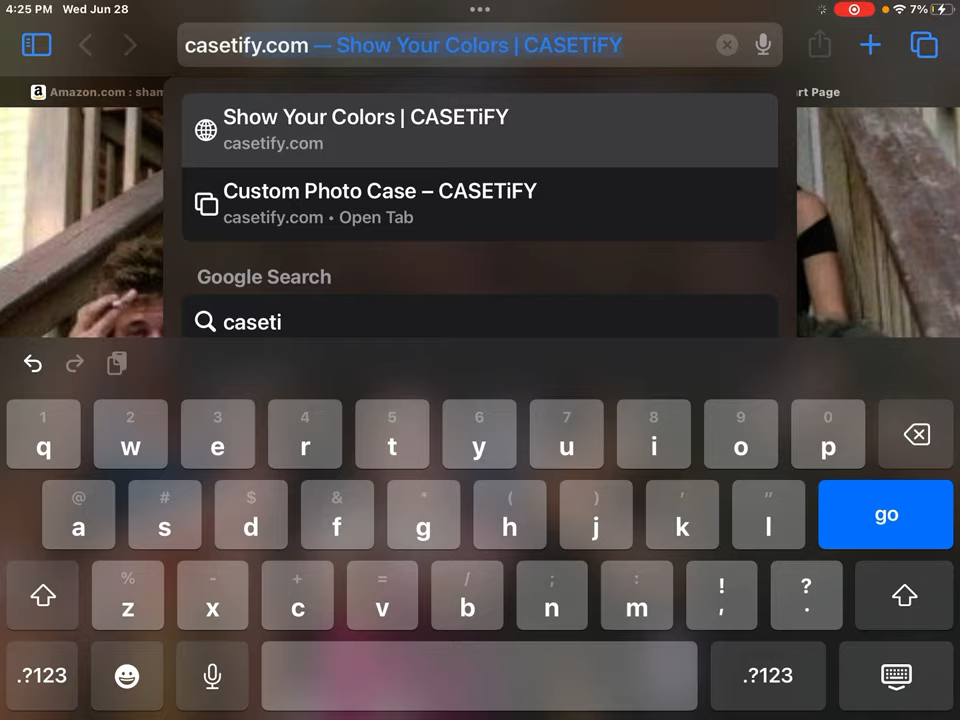 4:25 PM Wed Jun 28
7%
casetify.com — Show Your Colors | CASETiFY
Amazon.com : sham
rt Page
Show Your Colors | CASETiFY
casetify.com
Custom Photo Case – CASETiFY
casetify.com • Open Tab
Google Search
caseti
1 2 3 4 5 6 7 8 9 0
q w e r t y u i o p
@ # $ & * ( ) ' "
a s d f g h j k l go
% - + = / ; : ! ?
z x c v b n m , .
.?123 .?123